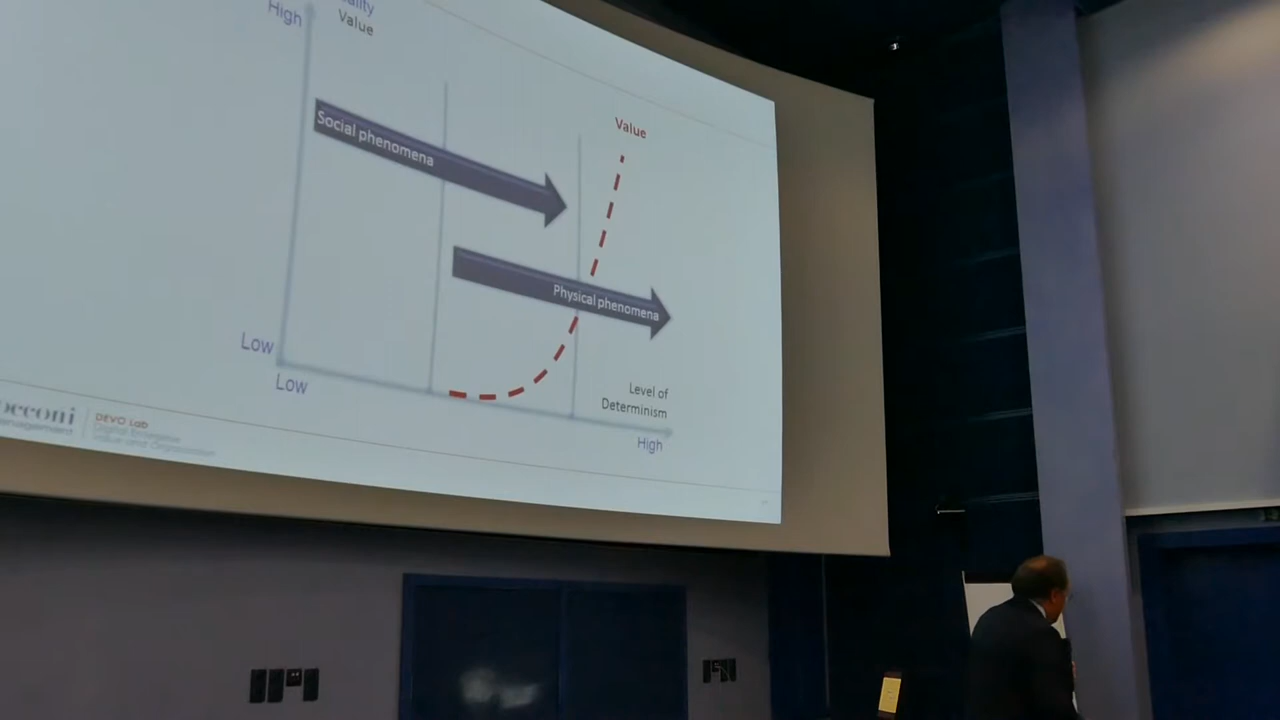 High
Value
Value
Social phenomena
Physical phenomena
Low
Low
Level of
Determinism
High
DEVO Lab